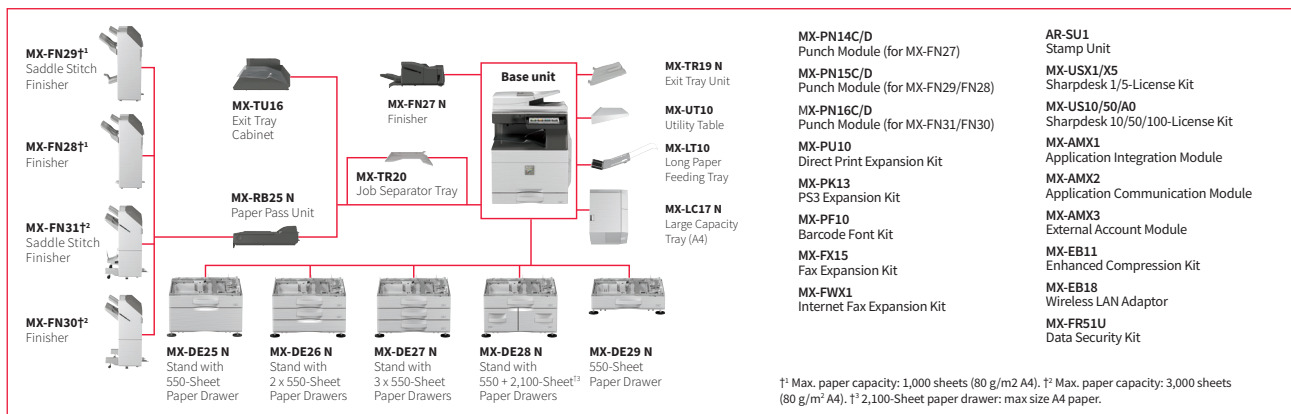 MX-FN29†¹
Saddle Stitch
Finisher
MX-FN28†¹
Finisher
MX-FN31†²
Saddle Stitch
Finisher
MX-FN30†²
Finisher
MX-TU16
Exit Tray
Cabinet
MX-RB25 N
Paper Pass Unit
MX-FN27 N
Finisher
MX-TR20
Job Separator Tray
Base unit
MX-TR19 N
Exit Tray Unit
MX-UT10
Utility Table
MX-LT10
Long Paper
Feeding Tray
MX-LC17 N
Large Capacity
Tray (A4)
MX-DE25 N
Stand with
550-Sheet
Paper Drawer
MX-DE26 N
Stand with
2 x 550-Sheet
Paper Drawers
MX-DE27 N
Stand with
3 x 550-Sheet
Paper Drawers
MX-DE28 N
Stand with
550 + 2,100-Sheet†³
Paper Drawers
MX-DE29 N
550-Sheet
Paper Drawer
MX-PN14C/D
Punch Module (for MX-FN27)
MX-PN15C/D
Punch Module (for MX-FN29/FN28)
MX-PN16C/D
Punch Module (for MX-FN31/FN30)
MX-PU10
Direct Print Expansion Kit
MX-PK13
PS3 Expansion Kit
MX-PF10
Barcode Font Kit
MX-FX15
Fax Expansion Kit
MX-FWX1
Internet Fax Expansion Kit
AR-SU1
Stamp Unit
MX-USX1/X5
Sharpdesk 1/5-License Kit
MX-US10/50/A0
Sharpdesk 10/50/100-License Kit
MX-AMX1
Application Integration Module
MX-AMX2
Application Communication Module
MX-AMX3
External Account Module
MX-EB11
Enhanced Compression Kit
MX-EB18
Wireless LAN Adaptor
MX-FR51U
Data Security Kit
†¹ Max. paper capacity: 1,000 sheets (80 g/m2 A4). †² Max. paper capacity: 3,000 sheets
(80 g/m² A4). †³ 2,100-Sheet paper drawer: max size A4 paper.